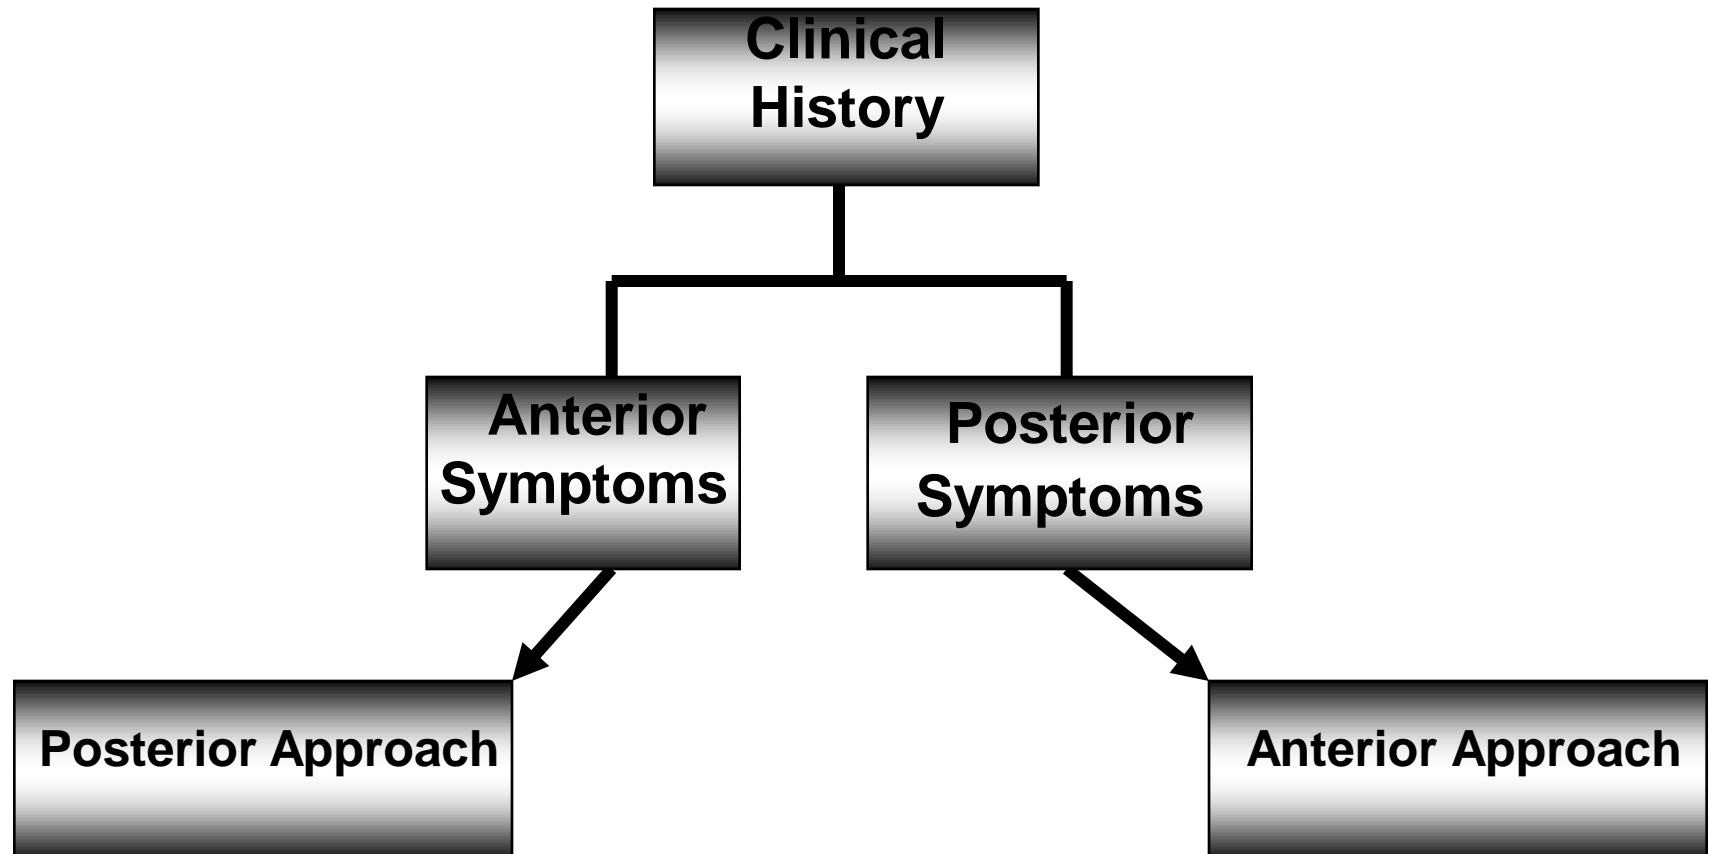 Clinical
History
Anterior
Symptoms
Posterior
Symptoms
Posterior Approach
Anterior Approach